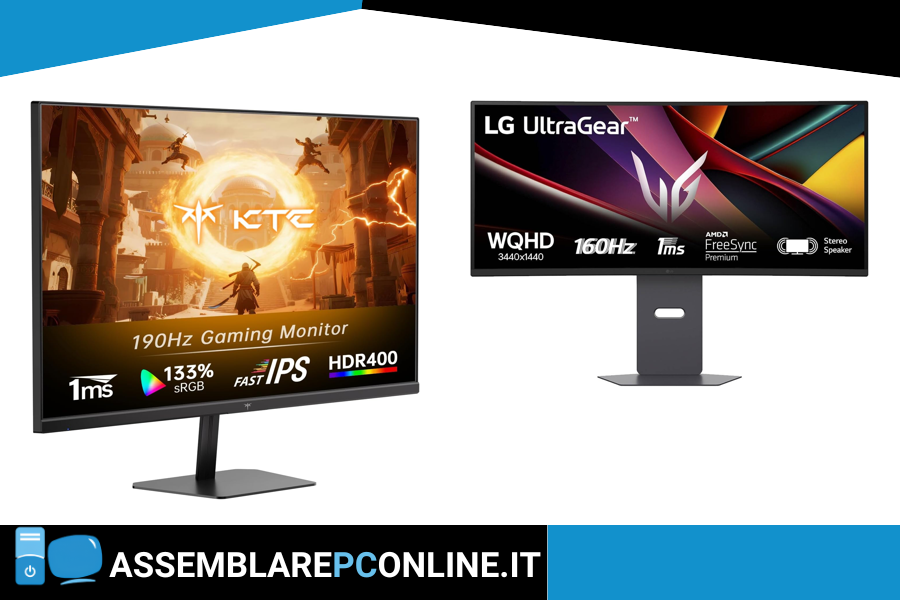 KTC
190Hz Gaming Monitor
1ms
133%
sRGB
FAST IPS
HDR400
LG UltraGear™
WQHD
3440x1440
160Hz
1ms
AMD
FreeSync
Premium
Stereo
Speaker
ASSEMBLAREPCONLINE.IT